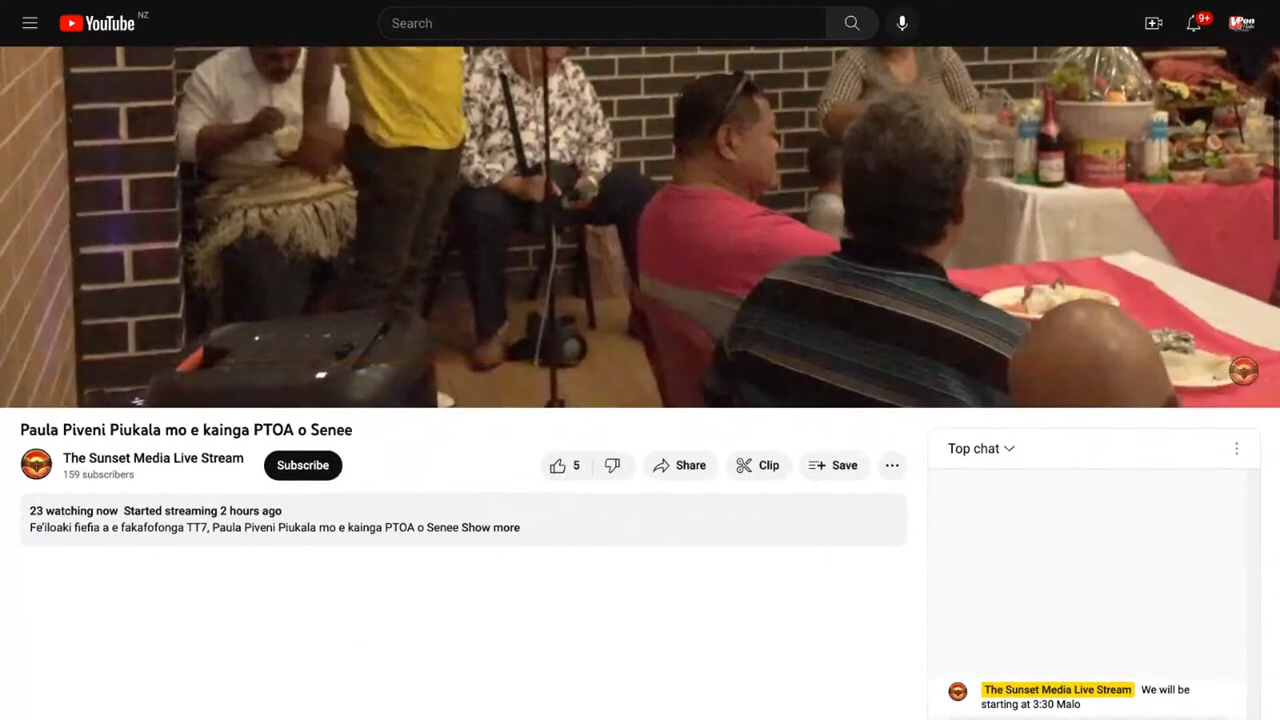 YouTube NZ
Search
9+
Paula Piveni Piukala mo e kainga PTOA o Senee
The Sunset Media Live Stream
159 subscribers
Subscribe
5
Share
Clip
Save
23 watching now Started streaming 2 hours ago
Fe'iloaki fiefia a e fakafofonga TT7, Paula Piveni Piukala mo e kainga PTOA o Senee Show more
Top chat
The Sunset Media Live Stream We will be
starting at 3:30 Malo